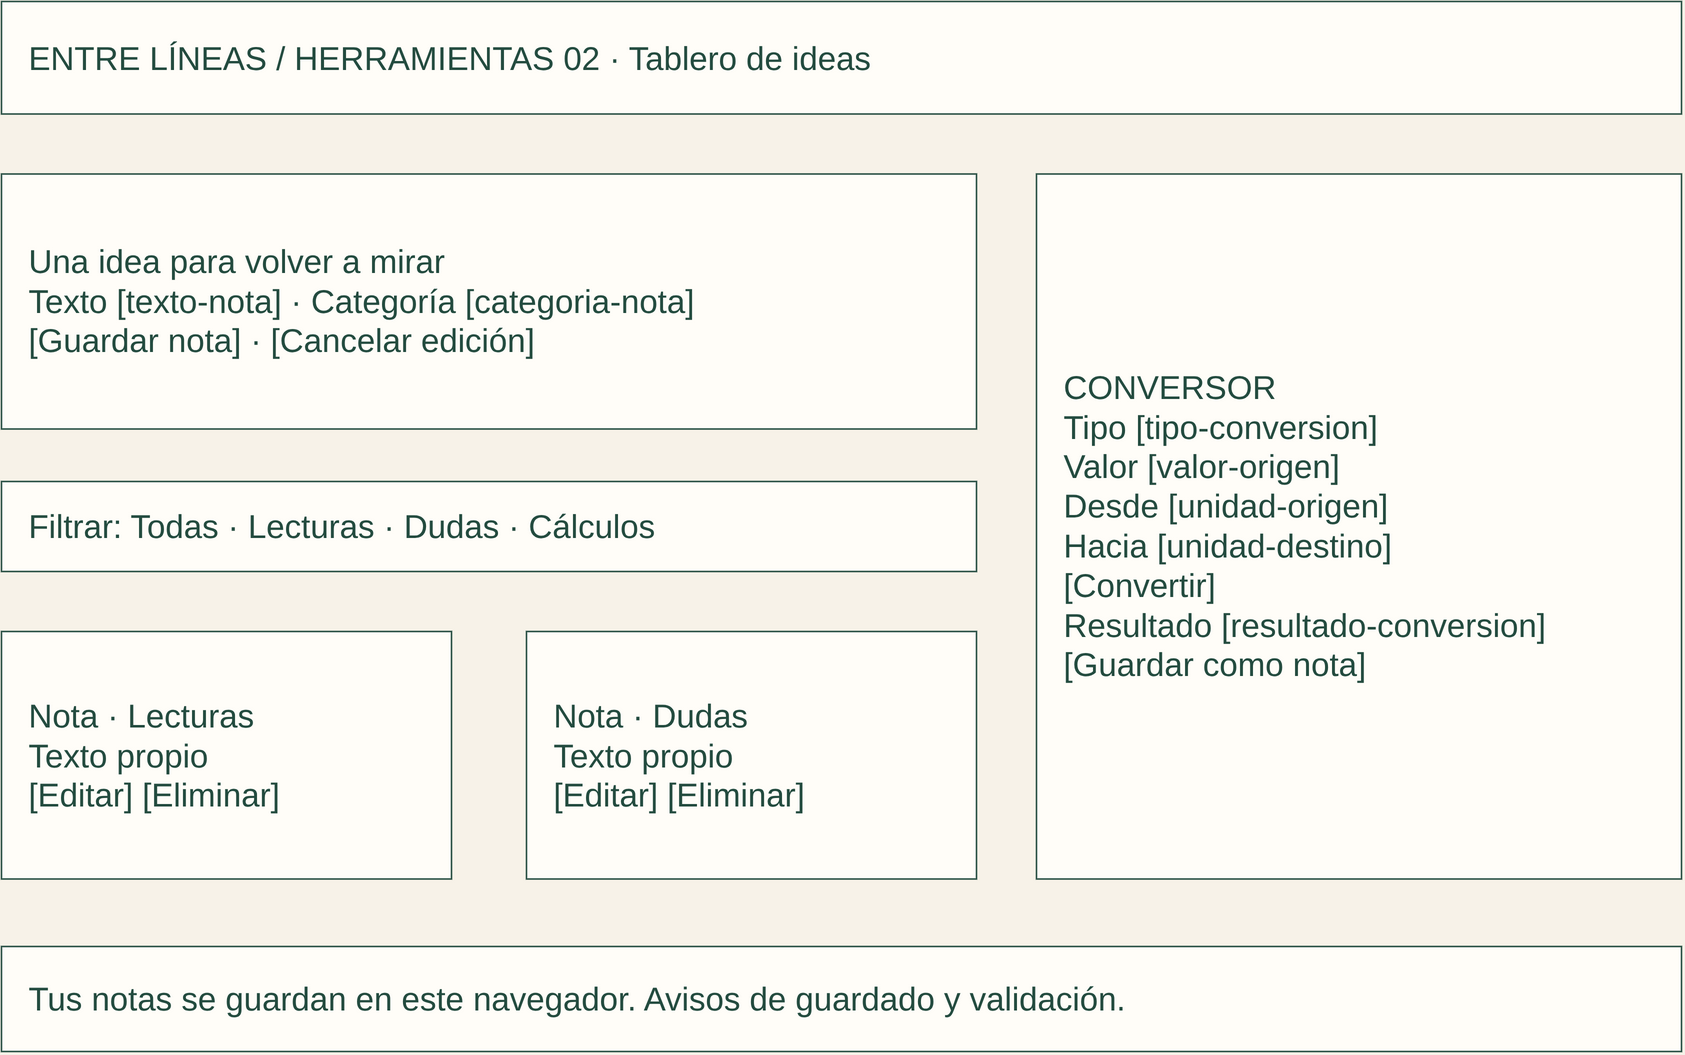 ENTRE LÍNEAS / HERRAMIENTAS 02 · Tablero de ideas
Una idea para volver a mirar
Texto [texto-nota] · Categoría [categoria-nota]
[Guardar nota] · [Cancelar edición]
Filtrar: Todas · Lecturas · Dudas · Cálculos
Nota · Lecturas
Texto propio
[Editar] [Eliminar]
Nota · Dudas
Texto propio
[Editar] [Eliminar]
CONVERSOR
Tipo [tipo-conversion]
Valor [valor-origen]
Desde [unidad-origen]
Hacia [unidad-destino]
[Convertir]
Resultado [resultado-conversion]
[Guardar como nota]
Tus notas se guardan en este navegador. Avisos de guardado y validación.